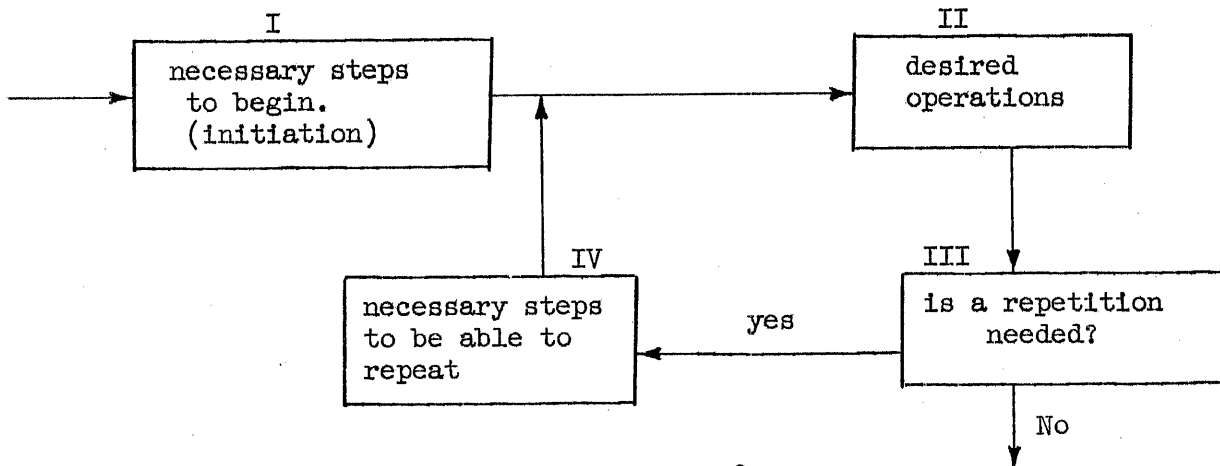 I
necessary steps
to begin.
(initiation)
II
desired
operations
III
is a repetition
needed?
yes
IV
necessary steps
to be able to
repeat
No